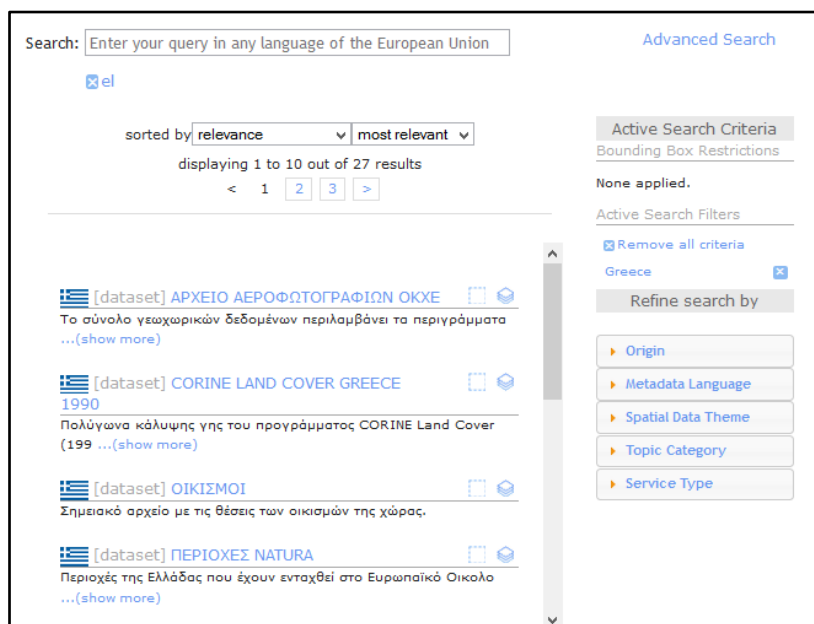 Search: Enter your query in any language of the European Union
Advanced Search
el
sorted by relevance most relevant
displaying 1 to 10 out of 27 results
< 1 2 3 >
[dataset] ΑΡΧΕΙΟ ΑΕΡΟΦΩΤΟΓΡΑΦΙΩΝ ΟΚΧΕ
Το σύνολο γεωχωρικών δεδομένων περιλαμβάνει τα περιγράμματα
...(show more)
[dataset] CORINE LAND COVER GREECE
1990
Πολύγωνα κάλυψης γης του προγράμματος CORINE Land Cover
(199 ...(show more)
[dataset] ΟΙΚΙΣΜΟΙ
Σημειακό αρχείο με τις θέσεις των οικισμών της χώρας.
[dataset] ΠΕΡΙΟΧΕΣ NATURA
Περιοχές της Ελλάδας που έχουν ενταχθεί στο Ευρωπαϊκό Οικολο
...(show more)
Active Search Criteria
Bounding Box Restrictions
None applied.
Active Search Filters
Remove all criteria
Greece
Refine search by
Origin
Metadata Language
Spatial Data Theme
Topic Category
Service Type